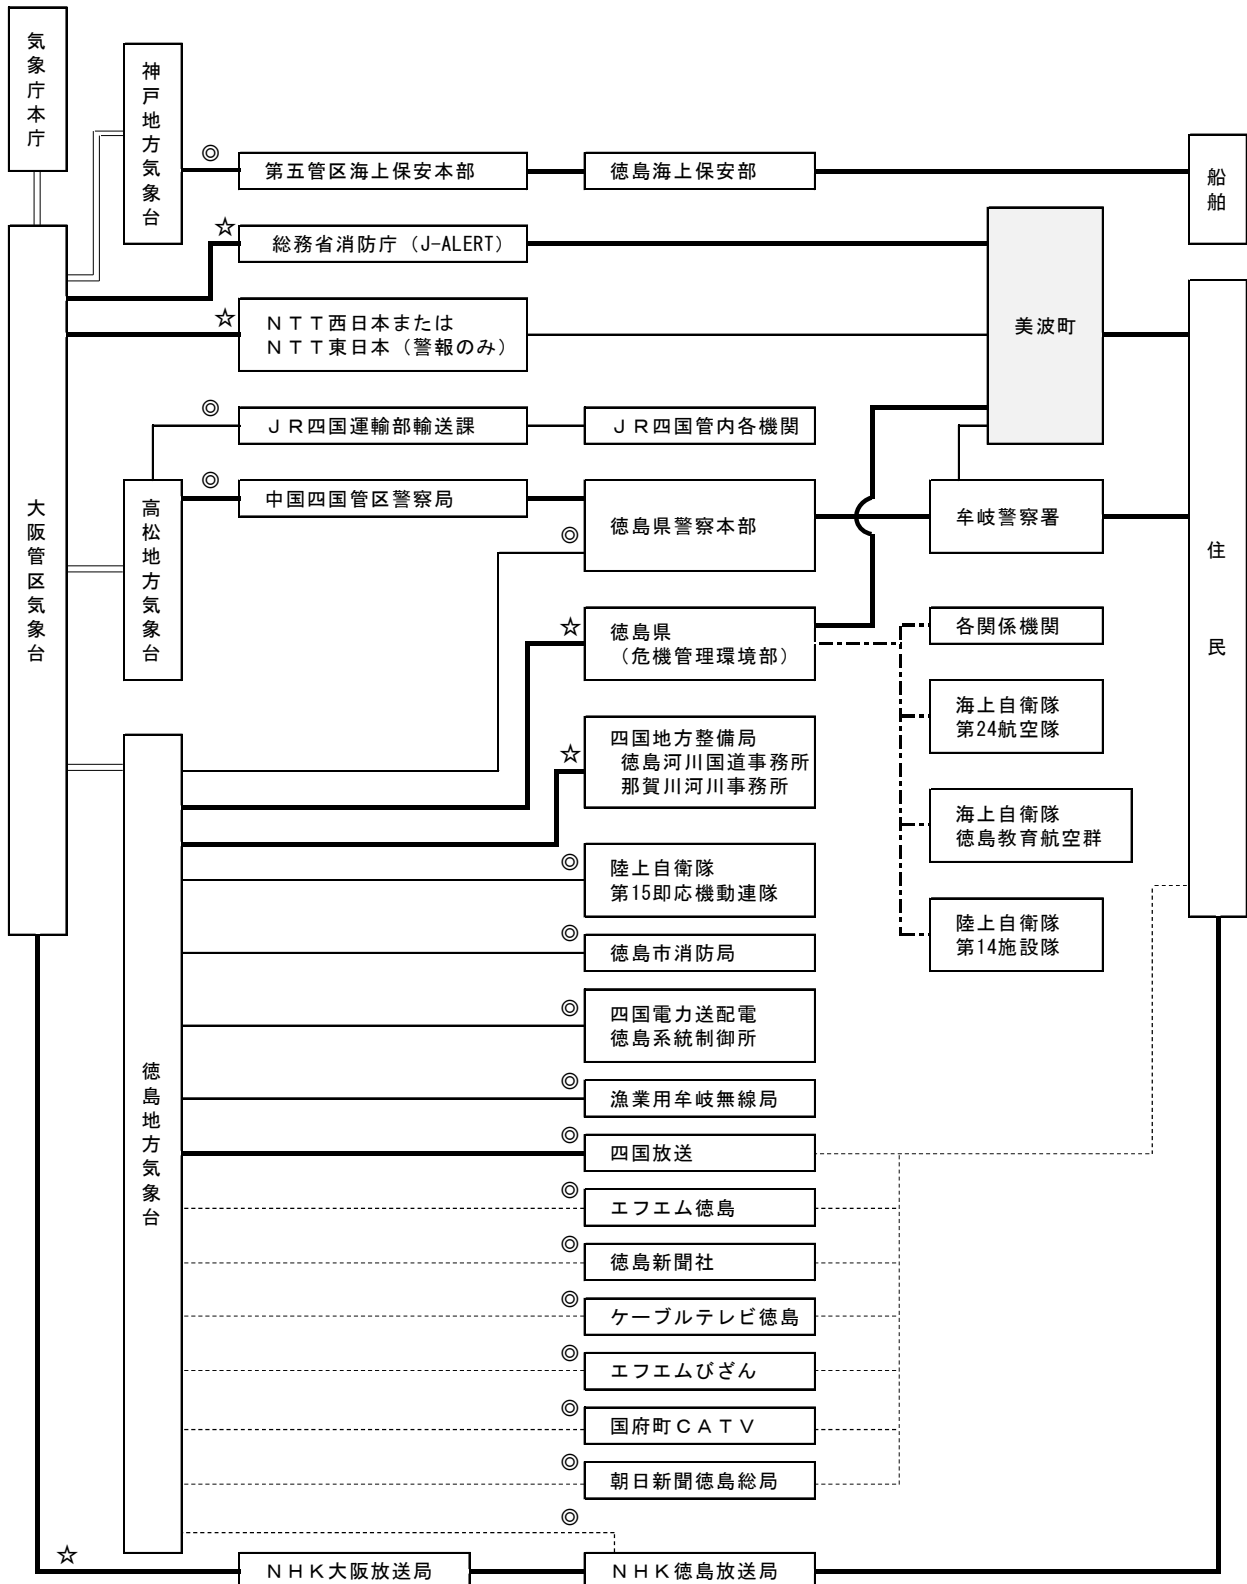 気象庁本庁
神戸地方気象台
◎
第五管区海上保安本部
徳島海上保安部
船舶
☆
総務省消防庁（J-ALERT）
☆
ＮＴＴ西日本または
ＮＴＴ東日本（警報のみ）
美波町
◎
ＪＲ四国運輸部輸送課
ＪＲ四国管内各機関
大阪管区気象台
高松地方気象台
◎
中国四国管区警察局
徳島県警察本部
◎
牟岐警察署
住民
☆
徳島県
（危機管理環境部）
各関係機関
海上自衛隊
第24航空隊
☆
四国地方整備局
徳島河川国道事務所
那賀川河川事務所
海上自衛隊
徳島教育航空群
徳島地方気象台
◎
陸上自衛隊
第15即応機動連隊
陸上自衛隊
第14施設隊
◎
徳島市消防局
◎
四国電力送配電
徳島系統制御所
◎
漁業用牟岐無線局
◎
四国放送
◎
エフエム徳島
◎
徳島新聞社
◎
ケーブルテレビ徳島
◎
エフエムびざん
◎
国府町ＣＡＴＶ
◎
朝日新聞徳島総局
◎
☆
ＮＨＫ大阪放送局
ＮＨＫ徳島放送局